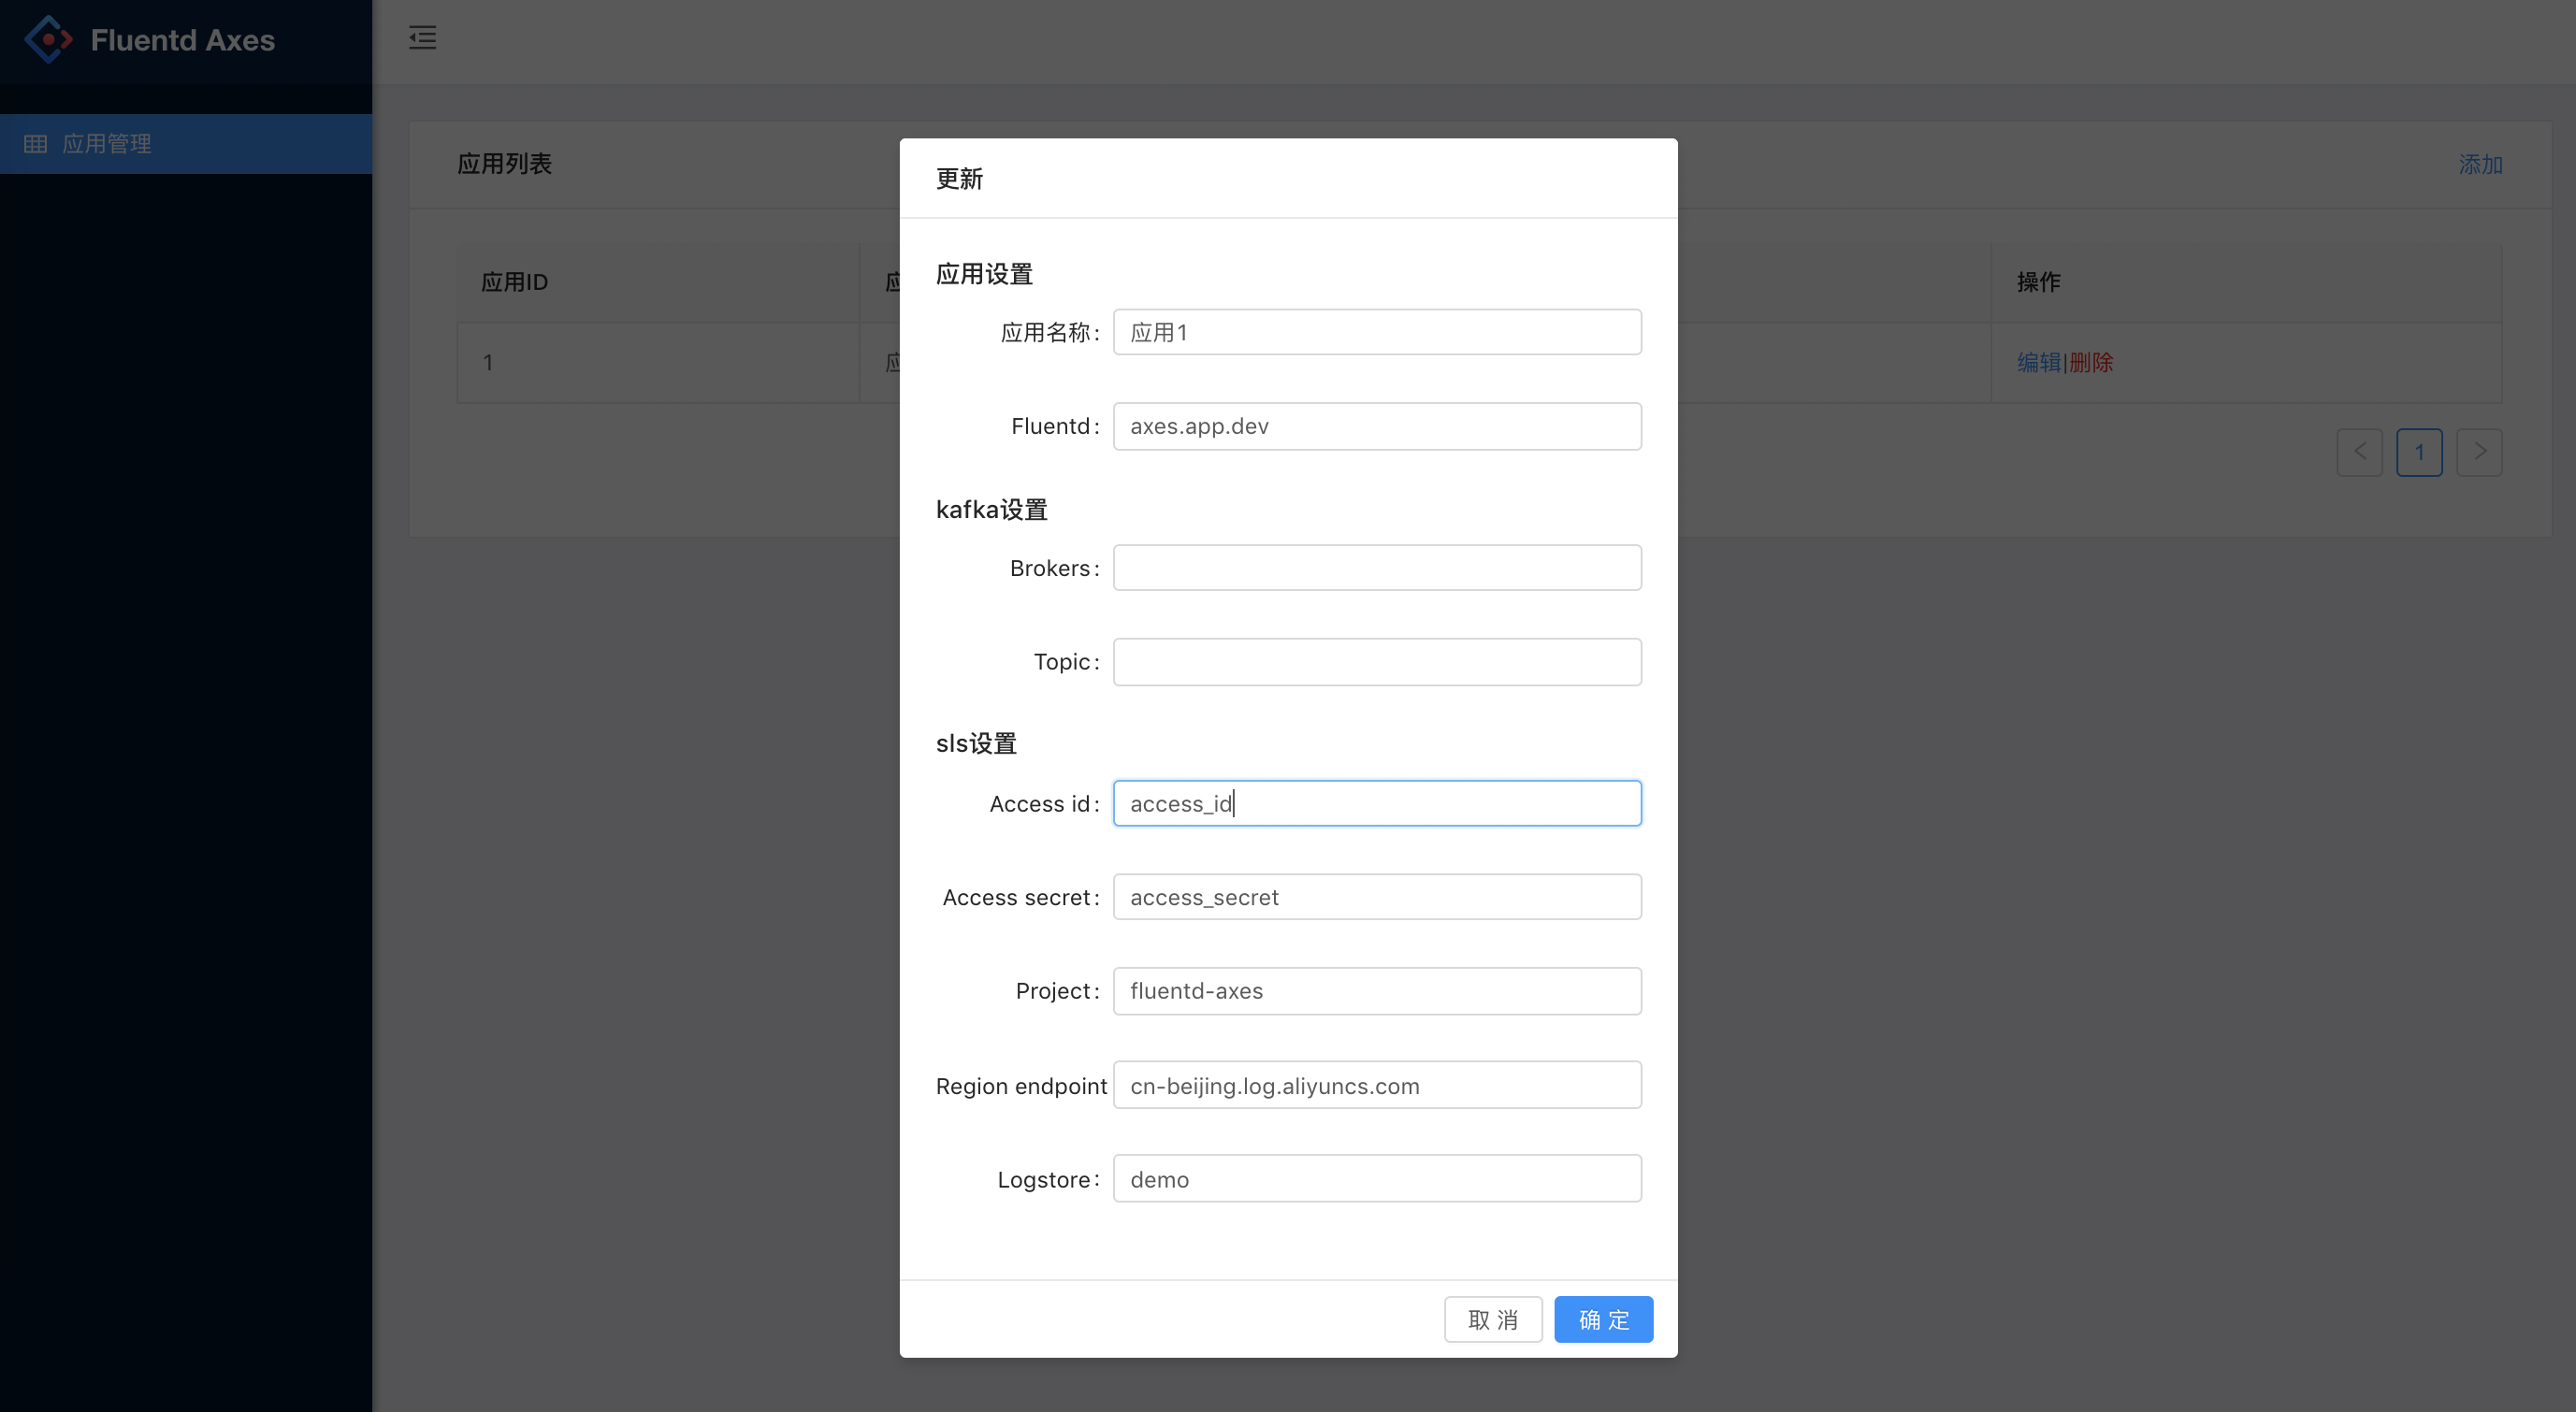 Fluentd Axes
应用管理
应用列表
添加
应用ID
应
操作
1
应
编辑|删除
1
更新
应用设置
应用名称: 应用1
Fluentd: axes.app.dev
kafka设置
Brokers:
Topic:
sls设置
Access id: access_id
Access secret: access_secret
Project: fluentd-axes
Region endpoint cn-beijing.log.aliyuncs.com
Logstore: demo
取 消
确 定